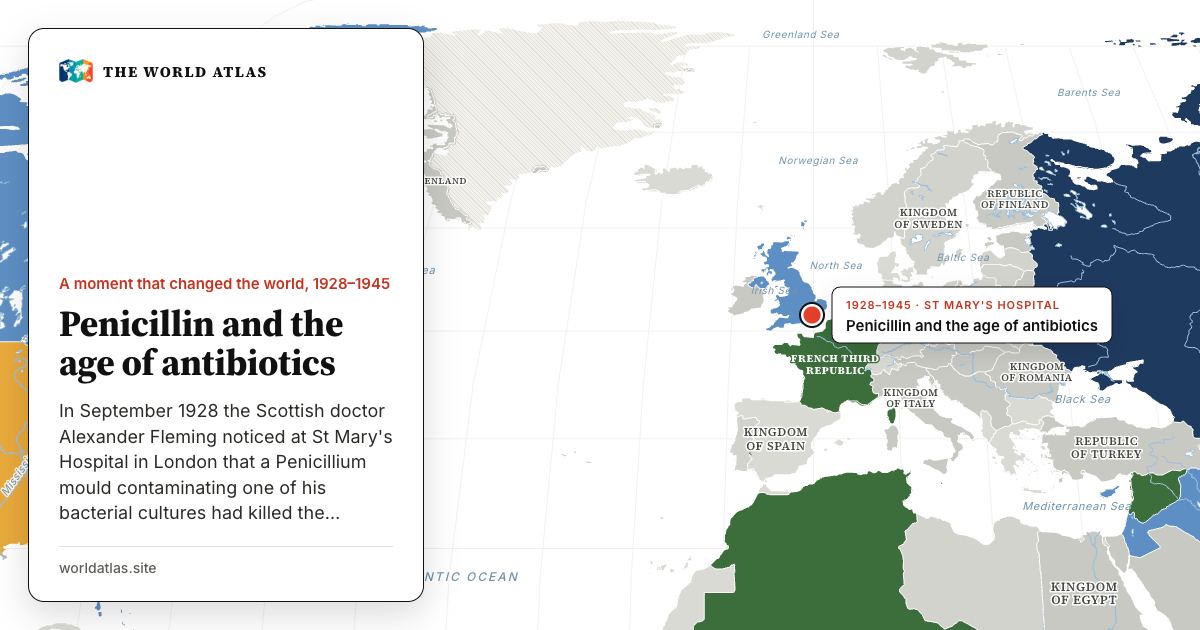 THE WORLD ATLAS
A moment that changed the world, 1928–1945
Penicillin and the
age of antibiotics
In September 1928 the Scottish doctor
Alexander Fleming noticed at St Mary's
Hospital in London that a Penicillium
mould contaminating one of his
bacterial cultures had killed the...
worldatlas.site
Greenland Sea
Barents Sea
Norwegian Sea
ENLAND
REPUBLIC
OF FINLAND
KINGDOM
OF SWEDEN
Baltic Sea
North Sea
ea
Irish Se
1928–1945 · ST MARY'S HOSPITAL
Penicillin and the age of antibiotics
FRENCH THIRD
REPUBLIC
KINGDOM
OF ROMANIA
KINGDOM
OF ITALY
Black Sea
KINGDOM
OF SPAIN
REPUBLIC
OF TURKEY
Mississi
Mediterranean Sea
NTIC OCEAN
KINGDOM
OF EGYPT